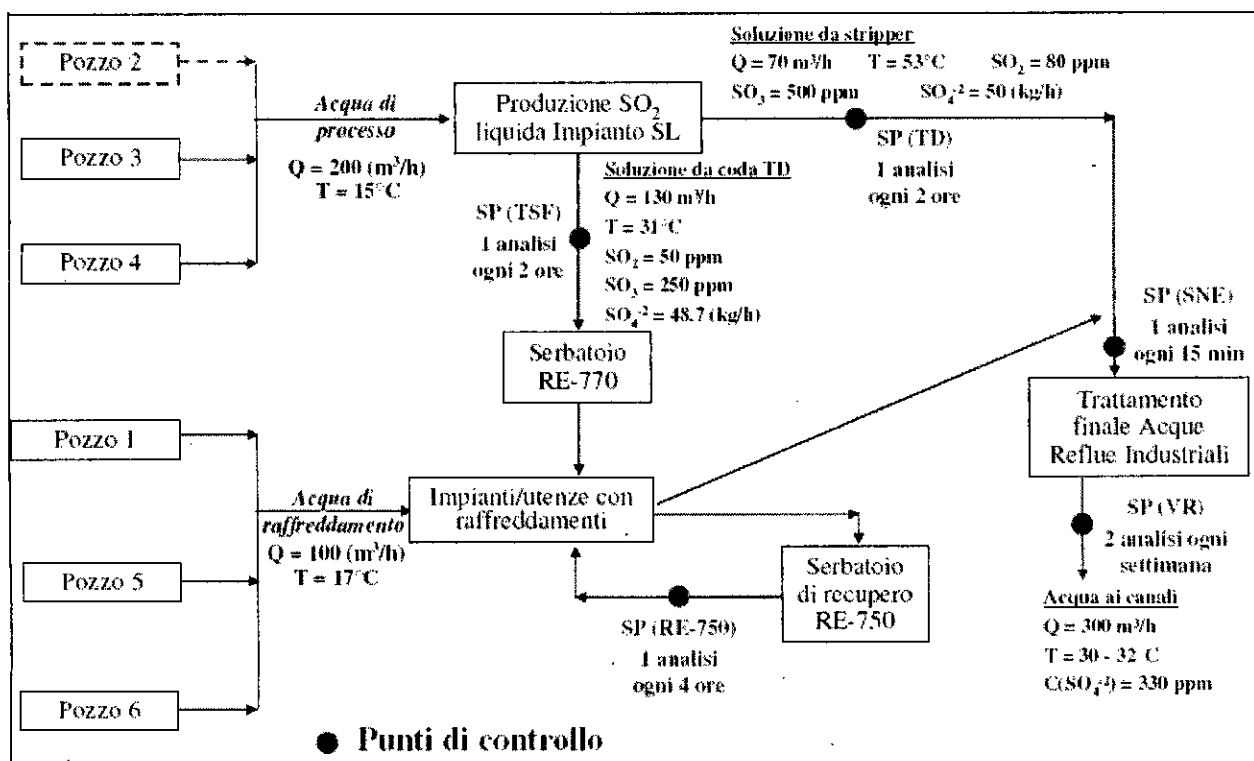 Pozzo 2
Pozzo 3
Pozzo 4
Acqua di
processo
Q = 200 (m³/h)
T = 15°C
Produzione SO₂
liquida Impianto SL
Soluzione da stripper
Q = 70 m³/h T = 53°C SO₂ = 80 ppm
SO₃ = 500 ppm SO₄⁻² = 50 (kg/h)
SP (TD)
1 analisi
ogni 2 ore
SP (TSF)
1 analisi
ogni 2 ore
Soluzione da coda TD
Q = 130 m³/h
T = 31°C
SO₂ = 50 ppm
SO₃ = 250 ppm
SO₄⁻² = 48.7 (kg/h)
Serbatoio
RE-770
SP (SNE)
1 analisi
ogni 15 min
Trattamento
finale Acque
Reflue Industriali
Pozzo 1
Pozzo 5
Pozzo 6
Acqua di
raffreddamento
Q = 100 (m³/h)
T = 17°C
Impianti/utenze con
raffreddamenti
Serbatoio
di recupero
RE-750
SP (RE-750)
1 analisi
ogni 4 ore
SP (VR)
2 analisi ogni
settimana
Acqua ai canali
Q = 300 m³/h
T = 30 - 32 C
C(SO₄⁻²) = 330 ppm
Punti di controllo